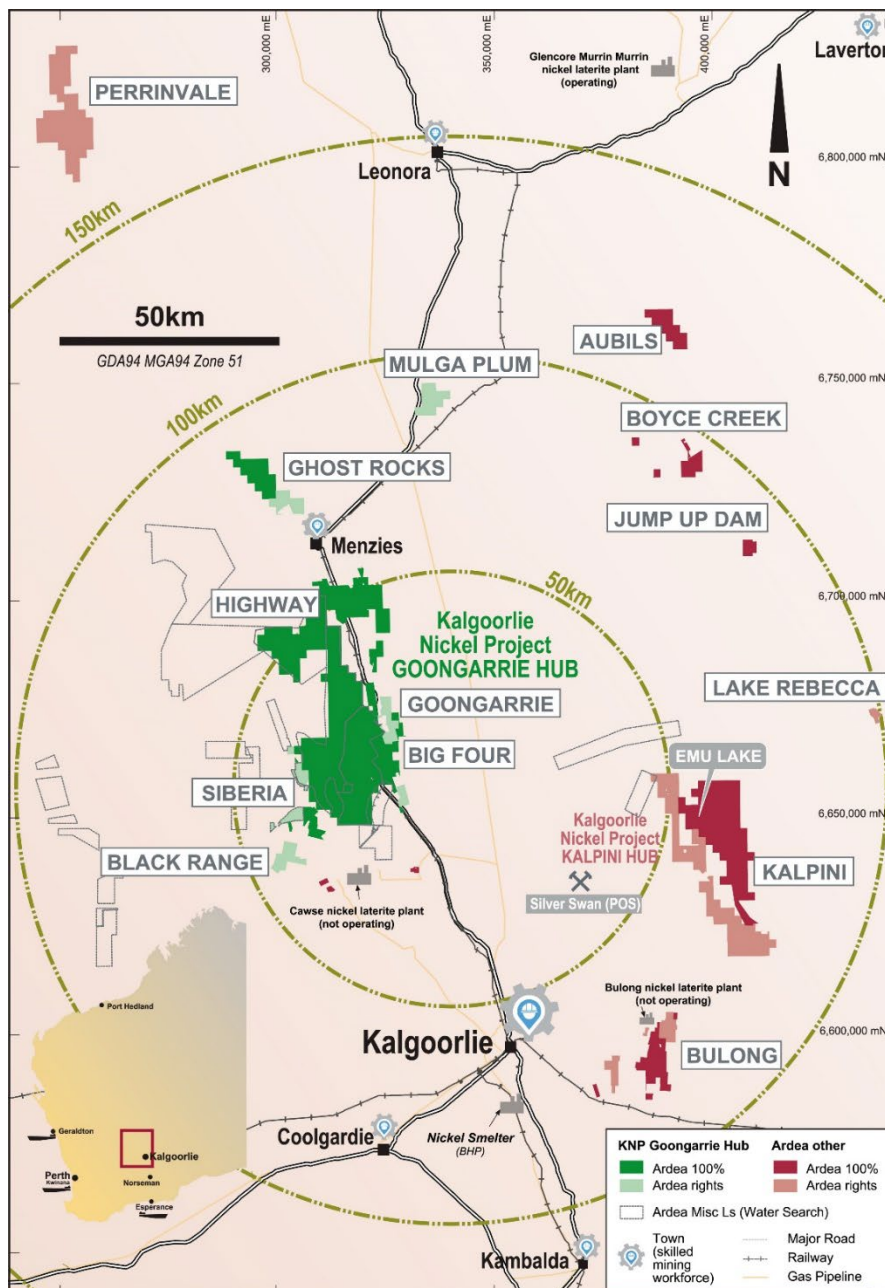 300,000 mE
350,000 mE
400,000 mE
Laverton
Glencore Murrin Murrin
nickel laterite plant
(operating)
PERRINVALE
N
6,800,000 mN
Leonora
150km
50km
GDA94 MGA94 Zone 51
AUBILS
MULGA PLUM
6,750,000 mN
100km
BOYCE CREEK
GHOST ROCKS
JUMP UP DAM
Menzies
50km
6,700,000 mN
HIGHWAY
Kalgoorlie
Nickel Project
GOONGARRIE HUB
LAKE REBECCA
GOONGARRIE
BIG FOUR
EMU LAKE
SIBERIA
6,650,000 mN
Kalgoorlie
Nickel Project
KALPINI HUB
BLACK RANGE
KALPINI
Silver Swan (POS)
Cawse nickel laterite plant
(not operating)
Bulong nickel laterite plant
(not operating)
Kalgoorlie
6,600,000 mN
BULONG
Port Hedland
Geraldton
Kalgoorlie
Perth
Kwinana
Norseman
Esperance
Coolgardie
Nickel Smelter
(BHP)
Kambalda
KNP Goongarrie Hub
Ardea 100%
Ardea rights
Ardea other
Ardea 100%
Ardea rights
Ardea Misc Ls (Water Search)
Town
(skilled
mining
workforce)
Major Road
Railway
Gas Pipeline